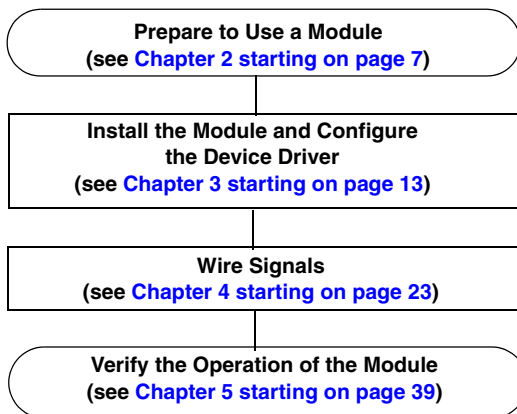 Prepare to Use a Module
(see Chapter 2 starting on page 7)
Install the Module and Configure
the Device Driver
(see Chapter 3 starting on page 13)
Wire Signals
(see Chapter 4 starting on page 23)
Verify the Operation of the Module
(see Chapter 5 starting on page 39)